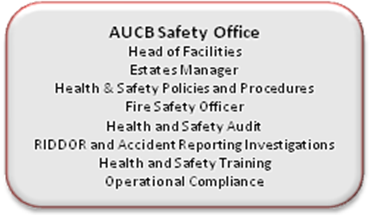 AUCB Safety Office
Head of Facilities
Estates Manager
Health & Safety Policies and Procedures
Fire Safety Officer
Health and Safety Audit
RIDDOR and Accident Reporting Investigations
Health and Safety Training
Operational Compliance